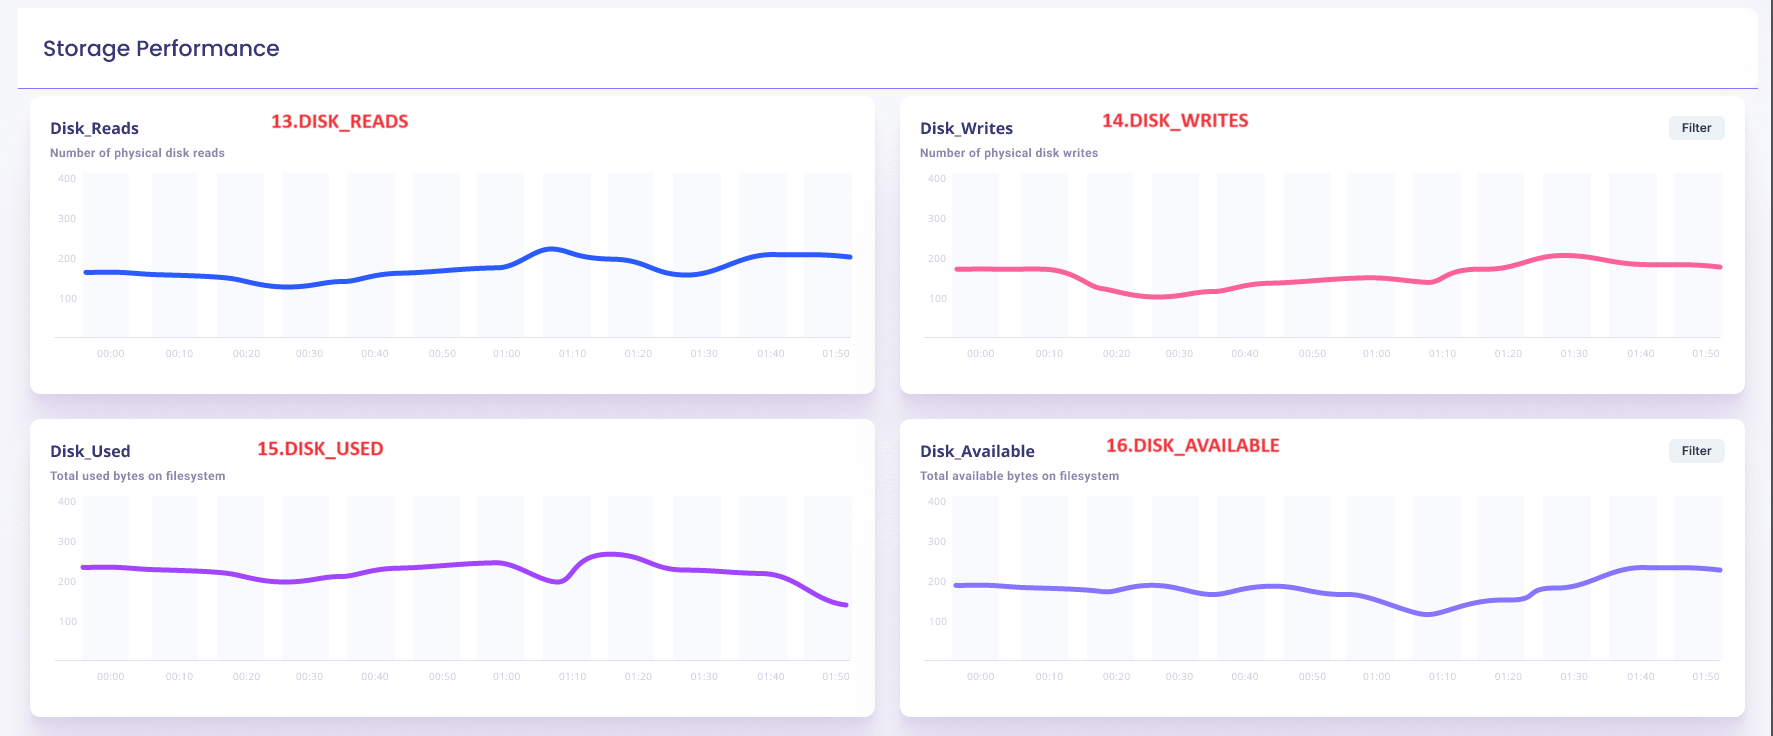 Storage Performance
Disk_Reads
13.DISK_READS
Number of physical disk reads
400
300
200
100
00:00 00:10 00:20 00:30 00:40 00:50 01:00 01:10 01:20 01:30 01:40 01:50
Disk_Writes
14.DISK_WRITES
Filter
Number of physical disk writes
400
300
200
100
00:00 00:10 00:20 00:30 00:40 00:50 01:00 01:10 01:20 01:30 01:40 01:50
Disk_Used
15.DISK_USED
Total used bytes on filesystem
400
300
200
100
00:00 00:10 00:20 00:30 00:40 00:50 01:00 01:10 01:20 01:30 01:40 01:50
Disk_Available
16.DISK_AVAILABLE
Filter
Total available bytes on filesystem
400
300
200
100
00:00 00:10 00:20 00:30 00:40 00:50 01:00 01:10 01:20 01:30 01:40 01:50